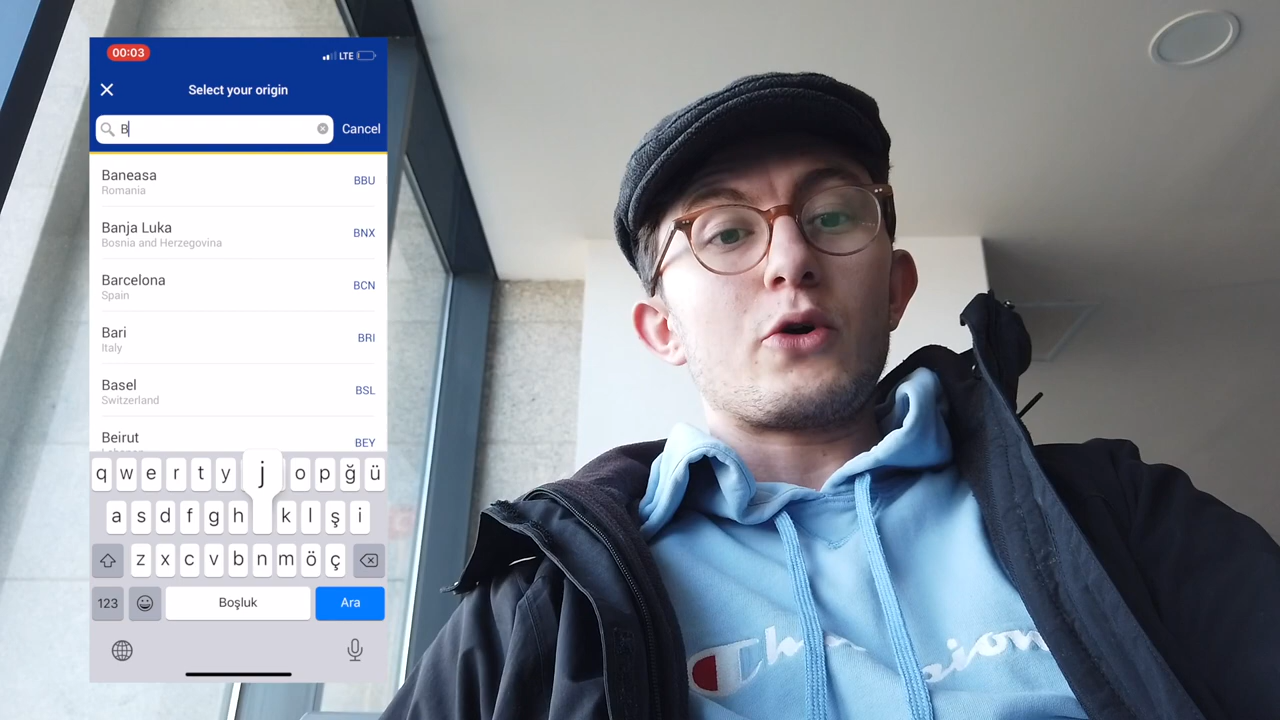 00:03
LTE
Select your origin
B
Cancel
Baneasa
Romania
BBU
Banja Luka
Bosnia and Herzegovina
BNX
Barcelona
Spain
BCN
Bari
Italy
BRI
Basel
Switzerland
BSL
Beirut
BEY
q w e r t y j o p ğ ü
a s d f g h k l ş i
z x c v b n m ö ç
123
Boşluk
Ara
Champion